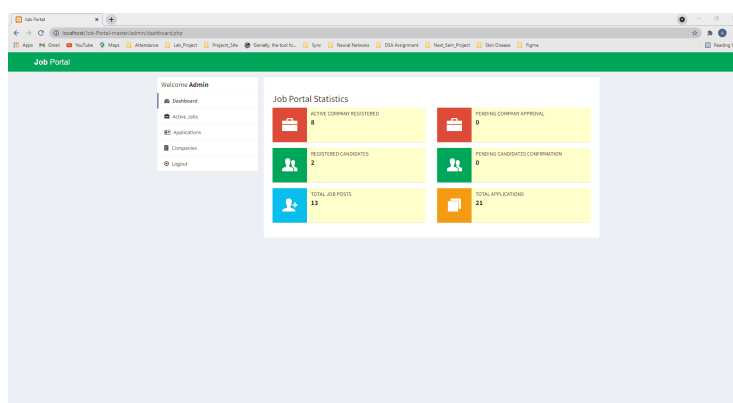 Job Portal
localhost/Job-Portal-master/admin/dashboard.php
Apps Gmail YouTube Maps Attendance Lab_Project Projects_Site Genially, the tool fo... Sync Neural Netwoks DSA Assignment Next_Sem_Project Skin Disease Figma Reading
Job Portal
Welcome Admin
Dashboard
Active Jobs
Applications
Companies
Logout
Job Portal Statistics
ACTIVE COMPANY REGISTERED
8
PENDING COMPANY APPROVAL
0
REGISTERED CANDIDATES
2
PENDING CANDIDATES CONFIRMATION
0
TOTAL JOB POSTS
13
TOTAL APPLICATIONS
21